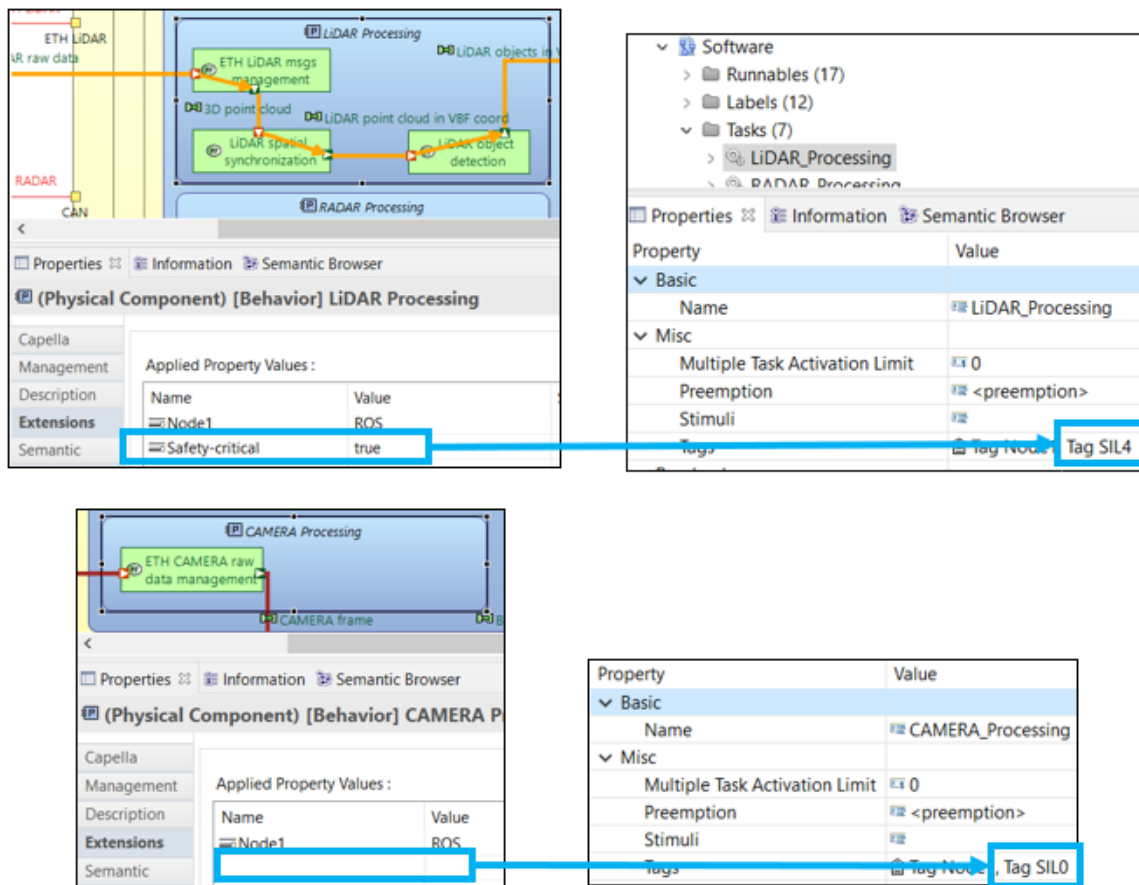 ETH LiDAR
AR raw data
RADAR
CAN
LiDAR Processing
ETH LiDAR msgs
management
LiDAR objects in V
3D point cloud
LiDAR point cloud in VBF coord
LiDAR spatial
synchronization
LiDAR object
detection
RADAR Processing
Properties Information Semantic Browser
(Physical Component) [Behavior] LiDAR Processing
Capella
Management
Description
Extensions
Semantic
Applied Property Values :
Name Value
Node1 ROS
Safety-critical true
Software
Runnables (17)
Labels (12)
Tasks (7)
LiDAR_Processing
RADAR Processing
Properties Information Semantic Browser
Property Value
Basic
Name LiDAR_Processing
Misc
Multiple Task Activation Limit 0
Preemption <preemption>
Stimuli
Tags Tag Node1, Tag SIL4
CAMERA Processing
ETH CAMERA raw
data management
CAMERA frame
Properties Information Semantic Browser
(Physical Component) [Behavior] CAMERA P
Capella
Management
Description
Extensions
Semantic
Applied Property Values :
Name Value
Node1 ROS
Property Value
Basic
Name CAMERA_Processing
Misc
Multiple Task Activation Limit 0
Preemption <preemption>
Stimuli
Tags Tag Node1, Tag SIL0